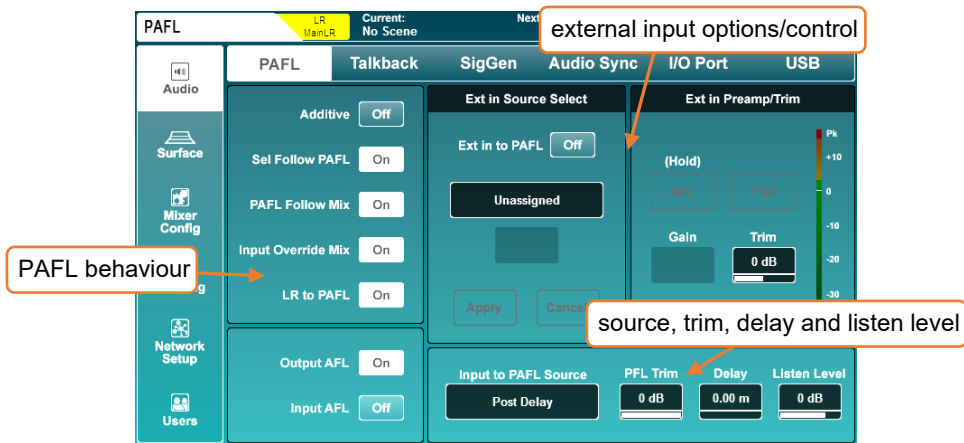 PAFL
LR
MainLR
Current:
No Scene
external input options/control
Audio
Surface
Mixer
Config
Network
Setup
Users
PAFL Talkback SigGen Audio Sync I/O Port USB
Additive Off
Sel Follow PAFL On
PAFL Follow Mix On
Input Override Mix On
LR to PAFL On
Output AFL On
Input AFL Off
PAFL behaviour
Ext in Source Select
Ext in to PAFL Off
Unassigned
Apply
Ext in Preamp/Trim
(Hold)
48V Pad
Gain Trim
0 dB
Pk
+10
0
-10
-20
-30
source, trim, delay and listen level
Input to PAFL Source PFL Trim Delay Listen Level
Post Delay 0 dB 0.00 m 0 dB